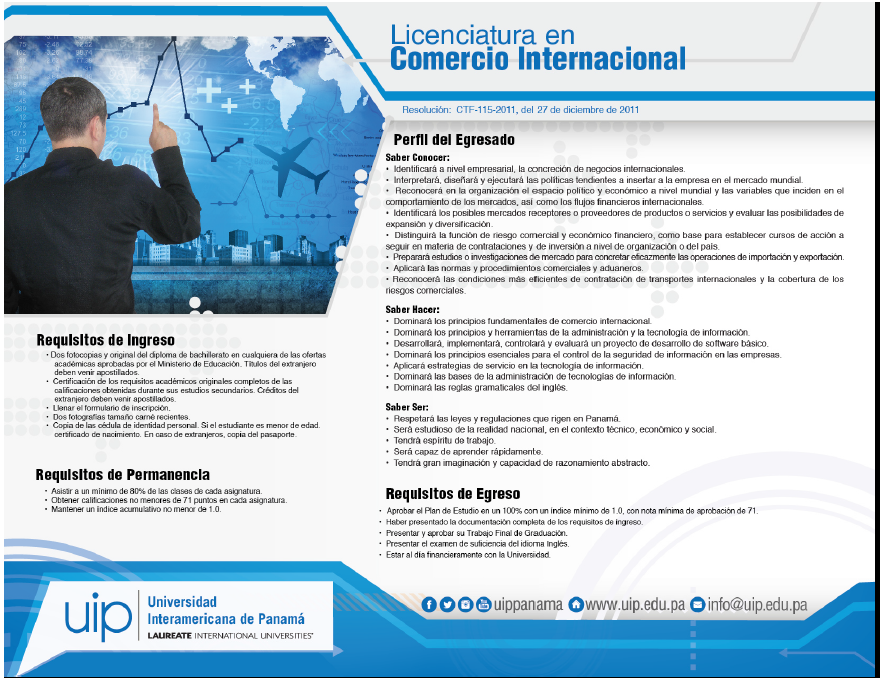 Licenciatura en
Comercio Internacional
Resolución: CTF-115-2011, del 27 de diciembre de 2011
Perfil del Egresado
Saber Conocer:
• Identificará a nivel empresarial, la concreción de negocios internacionales.
• Interpretará, diseñará y ejecutará las políticas tendientes a insertar a la empresa en el mercado mundial.
• Reconocerá en la organización el espacio político y económico a nivel mundial y las variables que inciden en el
comportamiento de los mercados, así como los flujos financieros internacionales.
• Identificará los posibles mercados receptores o proveedores de productos o servicios y evaluar las posibilidades de
expansión y diversificación.
• Distinguirá la función de riesgo comercial y económico financiero, como base para establecer cursos de acción a
seguir en materia de contrataciones y de inversión a nivel de organización o del país.
• Preparará estudios o investigaciones de mercado para concretar eficazmente las operaciones de importación y exportación.
• Aplicará las normas y procedimientos comerciales y aduaneros.
• Reconocerá las condiciones más eficientes de contratación de transportes internacionales y la cobertura de los
riesgos comerciales.
Saber Hacer:
• Dominará los principios fundamentales de comercio internacional.
• Dominará los principios y herramientas de la administración y la tecnología de información.
• Desarrollará, implementará, controlará y evaluará un proyecto de desarrollo de software básico.
• Dominará los principios esenciales para el control de la seguridad de información en las empresas.
• Aplicará estrategias de servicio en la tecnología de información.
• Dominará las bases de la administración de tecnologías de información.
• Dominará las reglas gramaticales del inglés.
Saber Ser:
• Respetará las leyes y regulaciones que rigen en Panamá.
• Será estudioso de la realidad nacional, en el contexto técnico, económico y social.
• Tendrá espíritu de trabajo.
• Será capaz de aprender rápidamente.
• Tendrá gran imaginación y capacidad de razonamiento abstracto.
Requisitos de Egreso
• Aprobar el Plan de Estudio en un 100% con un índice mínimo de 1.0, con nota mínima de aprobación de 71.
• Haber presentado la documentación completa de los requisitos de ingreso.
• Presentar y aprobar su Trabajo Final de Graduación.
• Presentar el examen de suficiencia del idioma Inglés.
• Estar al día financieramente con la Universidad.
Requisitos de Ingreso
• Dos fotocopias y original del diploma de bachillerato en cualquiera de las ofertas
académicas aprobadas por el Ministerio de Educación. Títulos del extranjero
deben venir apostillados.
• Certificación de los requisitos académicos originales completos de las
calificaciones obtenidas durante sus estudios secundarios. Créditos del
extranjero deben venir apostillados.
• Llenar el formulario de inscripción.
• Dos fotografías tamaño carné recientes.
• Copia de las cédula de identidad personal. Si el estudiante es menor de edad.
certificado de nacimiento. En caso de extranjeros, copia del pasaporte.
Requisitos de Permanencia
• Asistir a un mínimo de 80% de las clases de cada asignatura.
• Obtener calificaciones no menores de 71 puntos en cada asignatura.
• Mantener un índice acumulativo no menor de 1.0.
uip
Universidad
Interamericana de Panamá
LAUREATE INTERNATIONAL UNIVERSITIES
uippanama www.uip.edu.pa info@uip.edu.pa